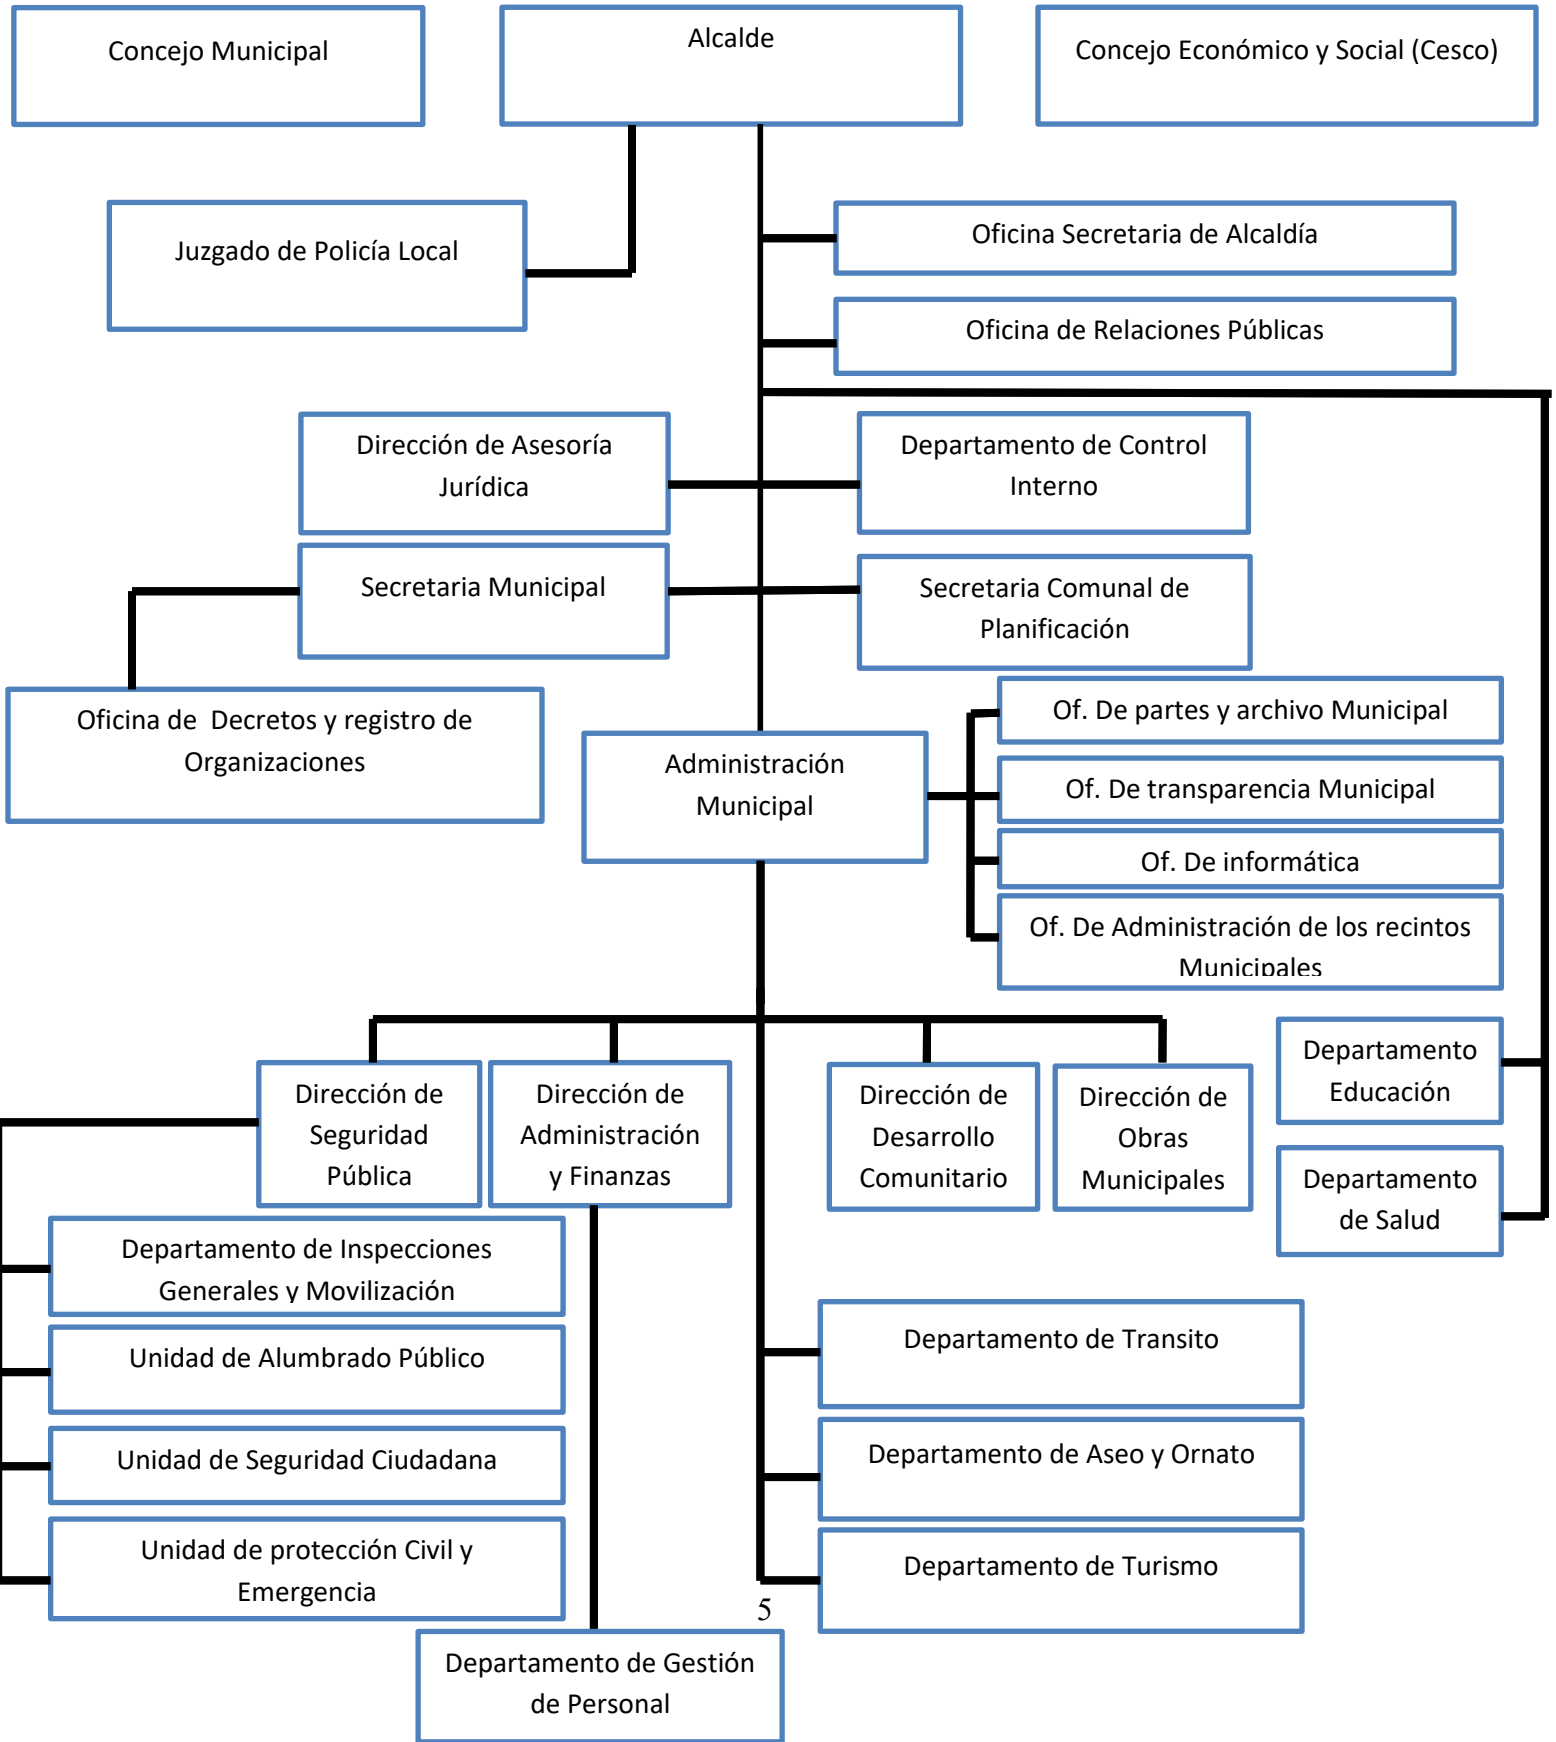 Concejo Municipal
Alcalde
Concejo Económico y Social (Cesco)
Juzgado de Policía Local
Oficina Secretaria de Alcaldía
Oficina de Relaciones Públicas
Dirección de Asesoría
Jurídica
Departamento de Control
Interno
Secretaria Municipal
Secretaria Comunal de
Planificación
Oficina de  Decretos y registro de
Organizaciones
Administración
Municipal
Of. De partes y archivo Municipal
Of. De transparencia Municipal
Of. De informática
Of. De Administración de los recintos
Municipales
Dirección de
Seguridad
Pública
Dirección de
Administración
y Finanzas
Dirección de
Desarrollo
Comunitario
Dirección de
Obras
Municipales
Departamento
Educación
Departamento
de Salud
Departamento de Inspecciones
Generales y Movilización
Unidad de Alumbrado Público
Unidad de Seguridad Ciudadana
Unidad de protección Civil y
Emergencia
Departamento de Transito
Departamento de Aseo y Ornato
Departamento de Turismo
5
Departamento de Gestión
de Personal